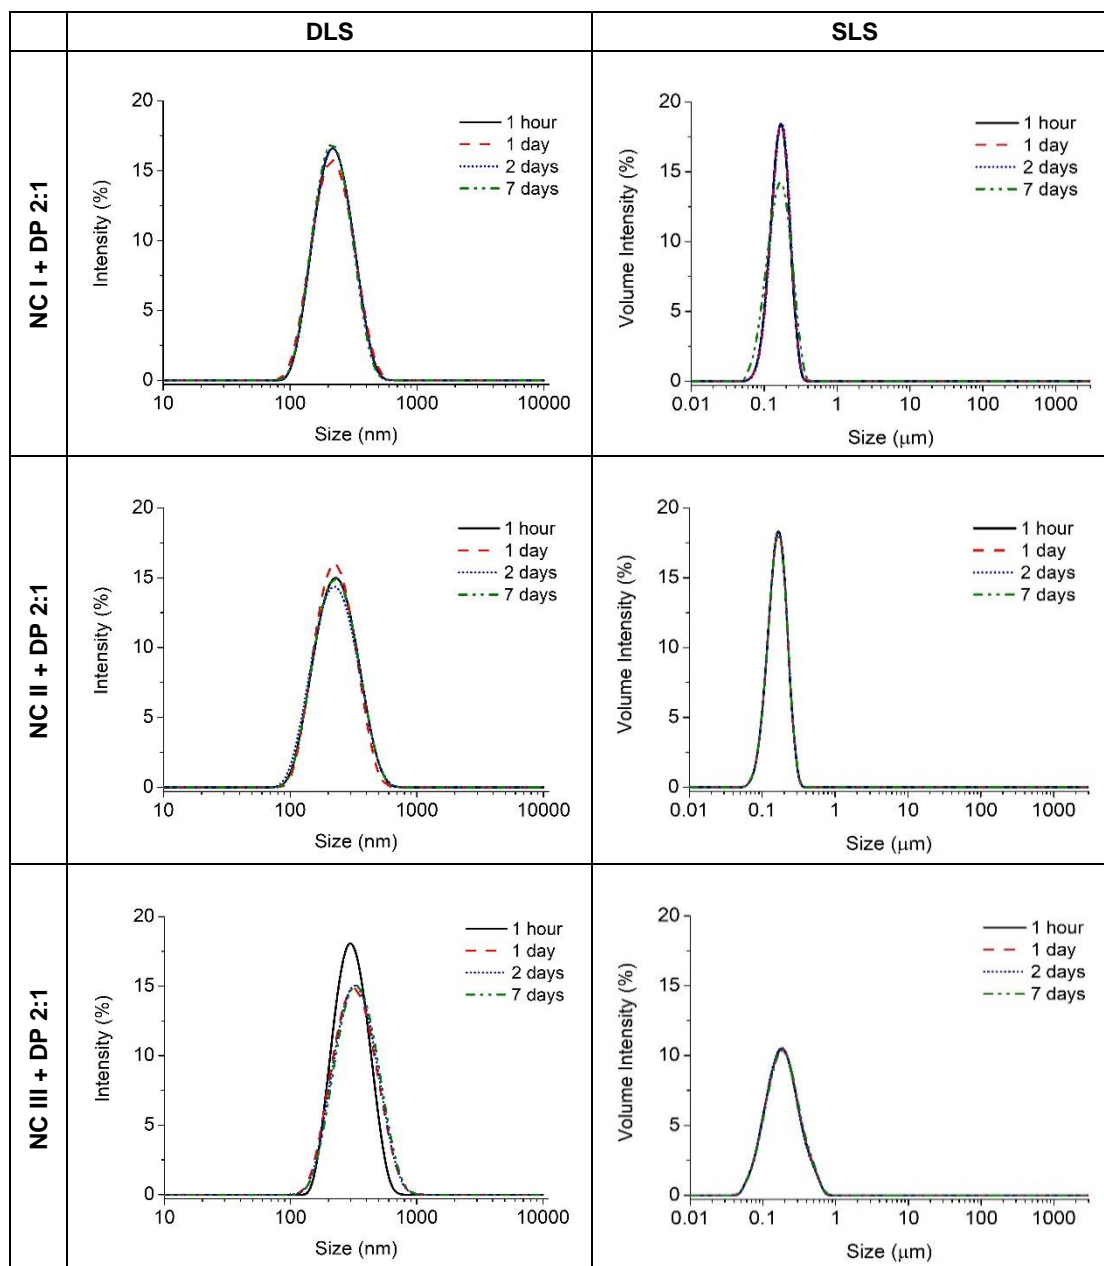 DLS
SLS
NC I + DP 2:1
Intensity (%)
20
15
10
5
0
10
100
1000
10000
Size (nm)
1 hour
1 day
2 days
7 days
Volume Intensity (%)
20
15
10
5
0
0.01
0.1
1
10
100
1000
Size (μm)
1 hour
1 day
2 days
7 days
NC II + DP 2:1
Intensity (%)
20
15
10
5
0
10
100
1000
10000
Size (nm)
1 hour
1 day
2 days
7 days
Volume Intensity (%)
20
15
10
5
0
0.01
0.1
1
10
100
1000
Size (μm)
1 hour
1 day
2 days
7 days
NC III + DP 2:1
Intensity (%)
20
15
10
5
0
10
100
1000
10000
Size (nm)
1 hour
1 day
2 days
7 days
Volume Intensity (%)
20
15
10
5
0
0.01
0.1
1
10
100
1000
Size (μm)
1 hour
1 day
2 days
7 days